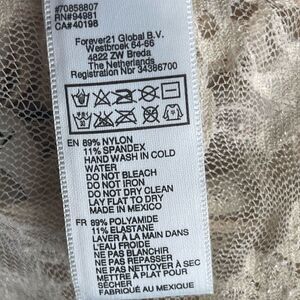 #70858807
RN#94981
CA#40198
Forever21 Global B.V.
Westbroek 64-66
4822 ZW Breda
The Netherlands
Registration Nbr 34386700
EN 89% NYLON
11% SPANDEX
HAND WASH IN COLD
WATER
DO NOT BLEACH
DO NOT IRON
DO NOT DRY CLEAN
LAY FLAT TO DRY
MADE IN MEXICO
FR 89% POLYAMIDE
11% ELASTANE
LAVER À LA MAIN DANS
L'EAU FROIDE
NE PAS BLANCHIR
NE PAS REPASSER
NE PAS NETTOYER À SEC
METTRE À PLAT POUR
SÉCHER
FABRIQUÉ AU MEXIQUE